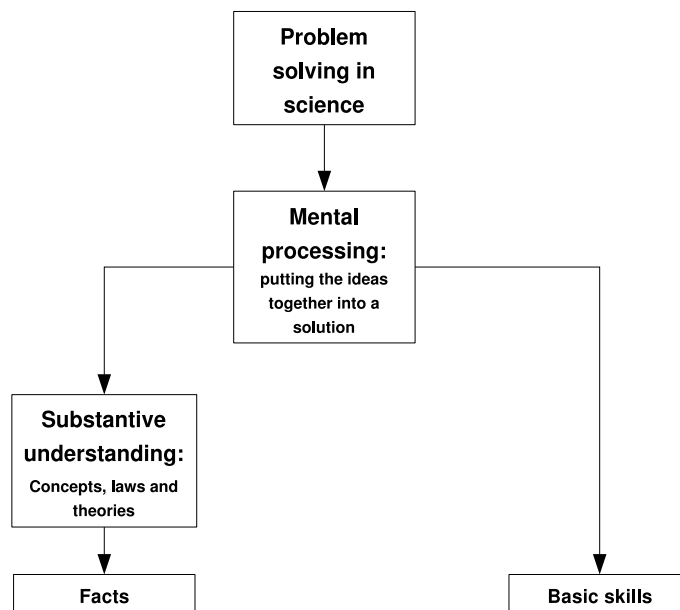 Problem
solving in
science
Mental
processing:
putting the ideas
together into a
solution
Substantive
understanding:
Concepts, laws and
theories
Facts
Basic skills